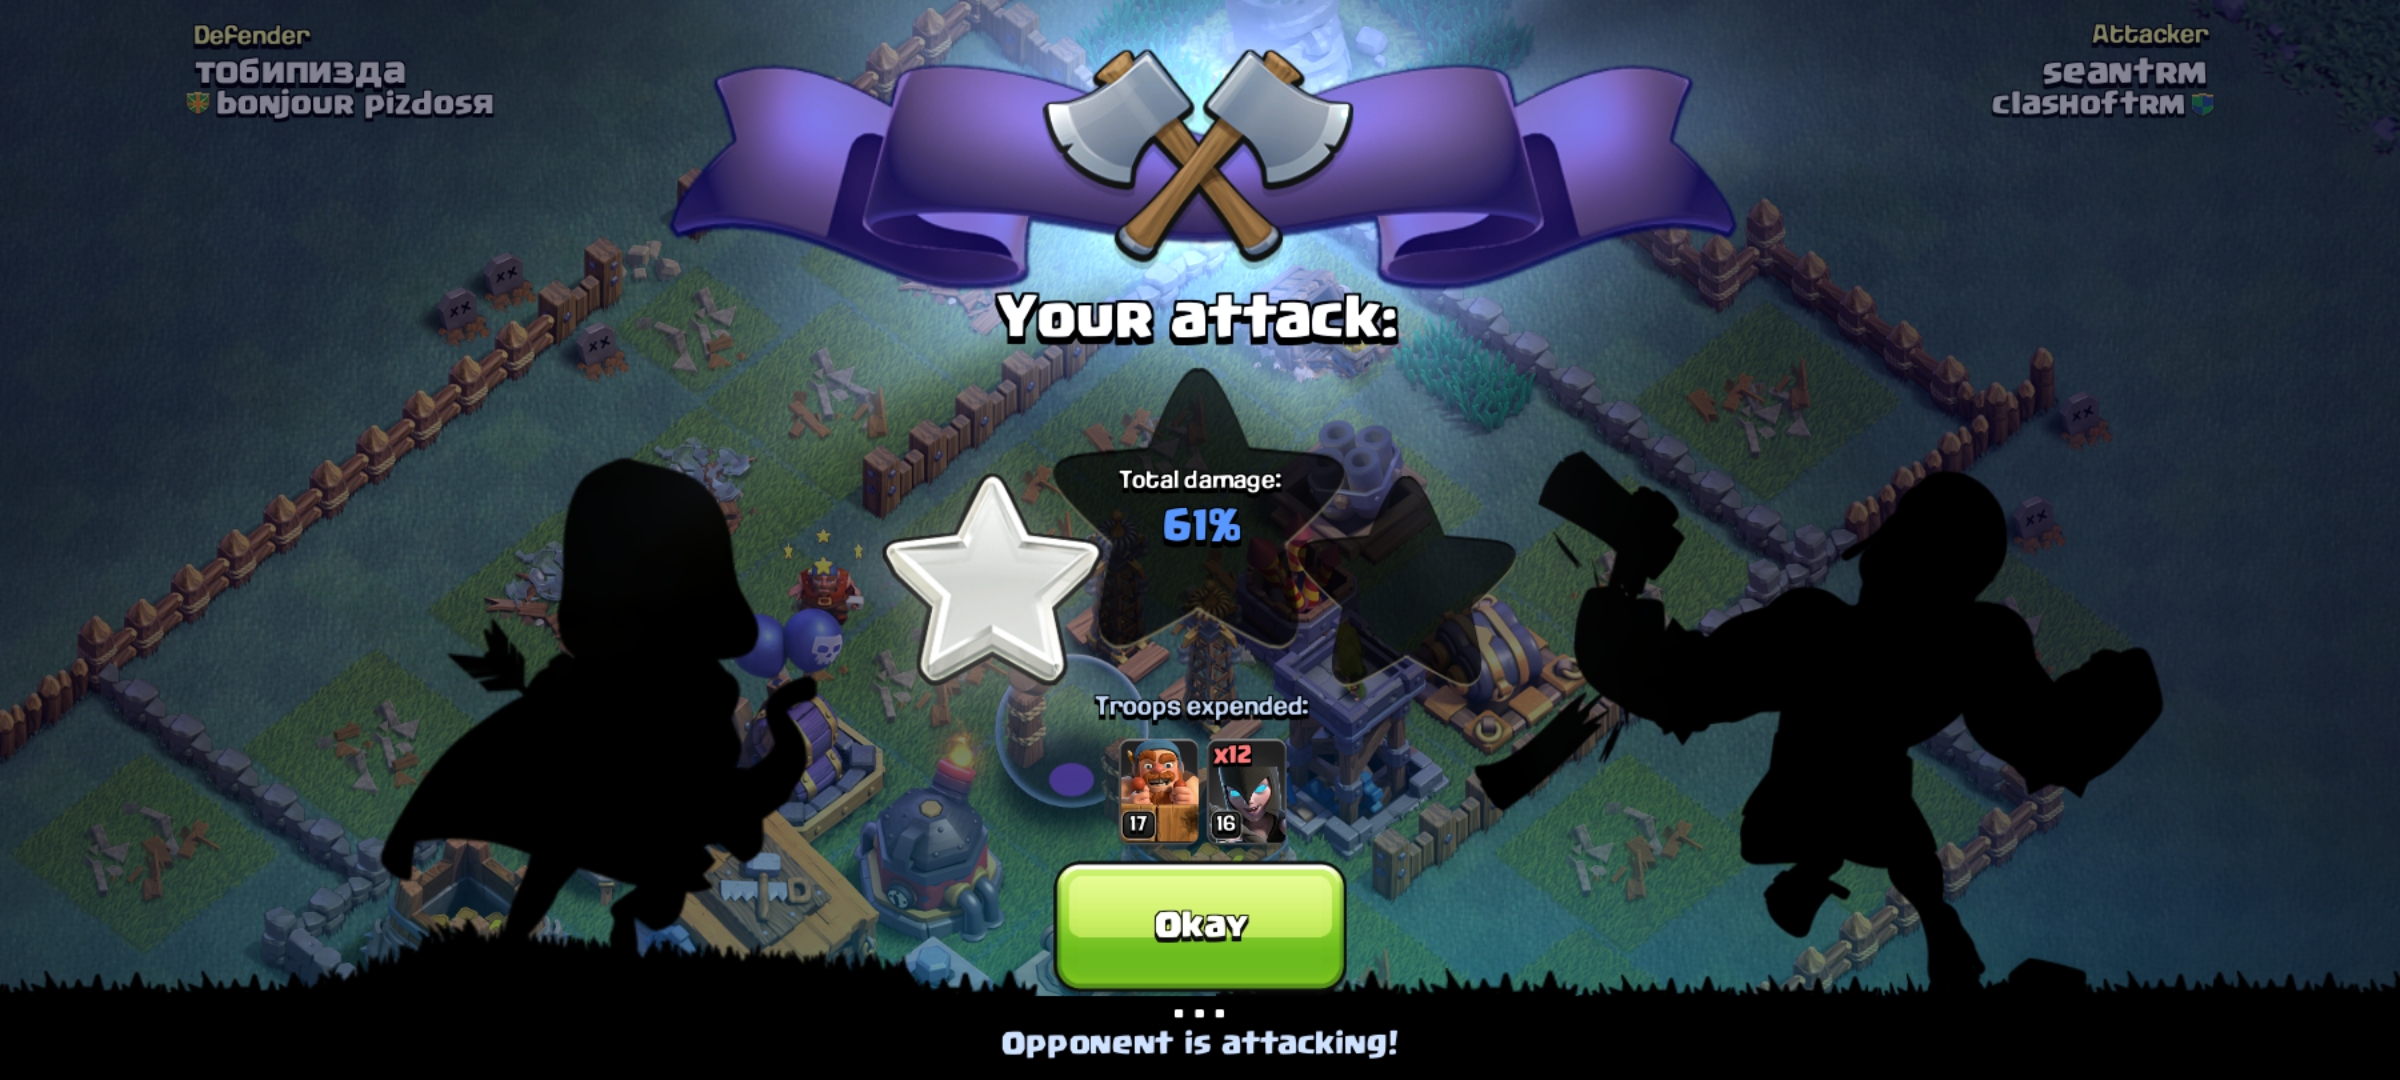 Defender
тобипизда
bonjour pizdosя
Attacker
seantrm
clashoftrm
Your attack:
Total damage:
61%
Troops expended:
x12
17
16
Okay
...
Opponent is attacking!